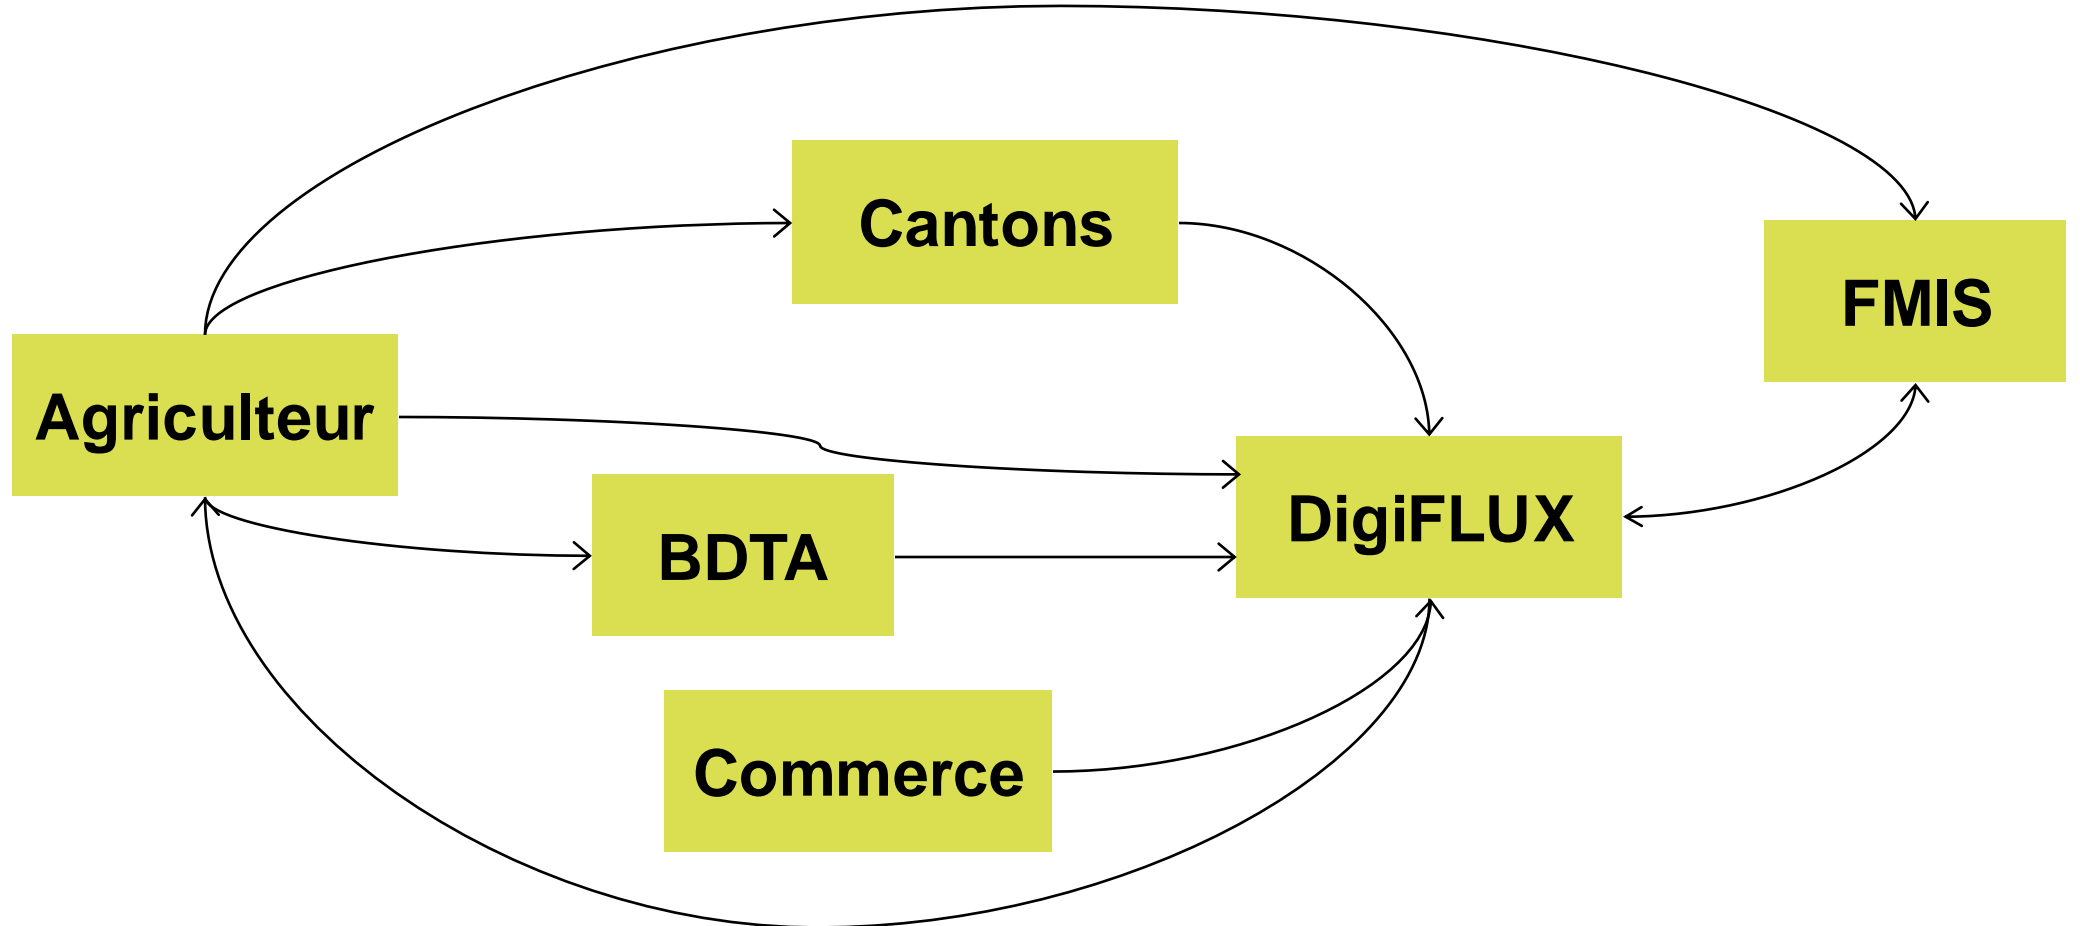 Cantons
FMIS
Agriculteur
DigiFLUX
BDTA
Commerce